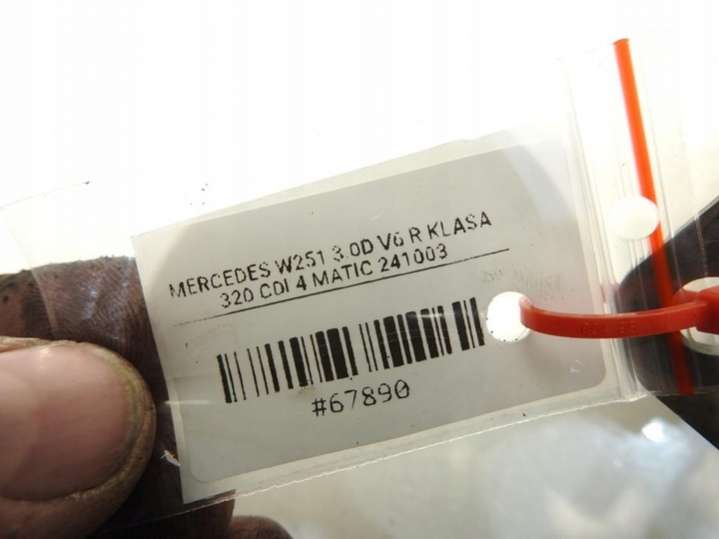 MERCEDES W251 3.0D V6 R KLASA
320 CDI 4 MATIC 241003
#67890